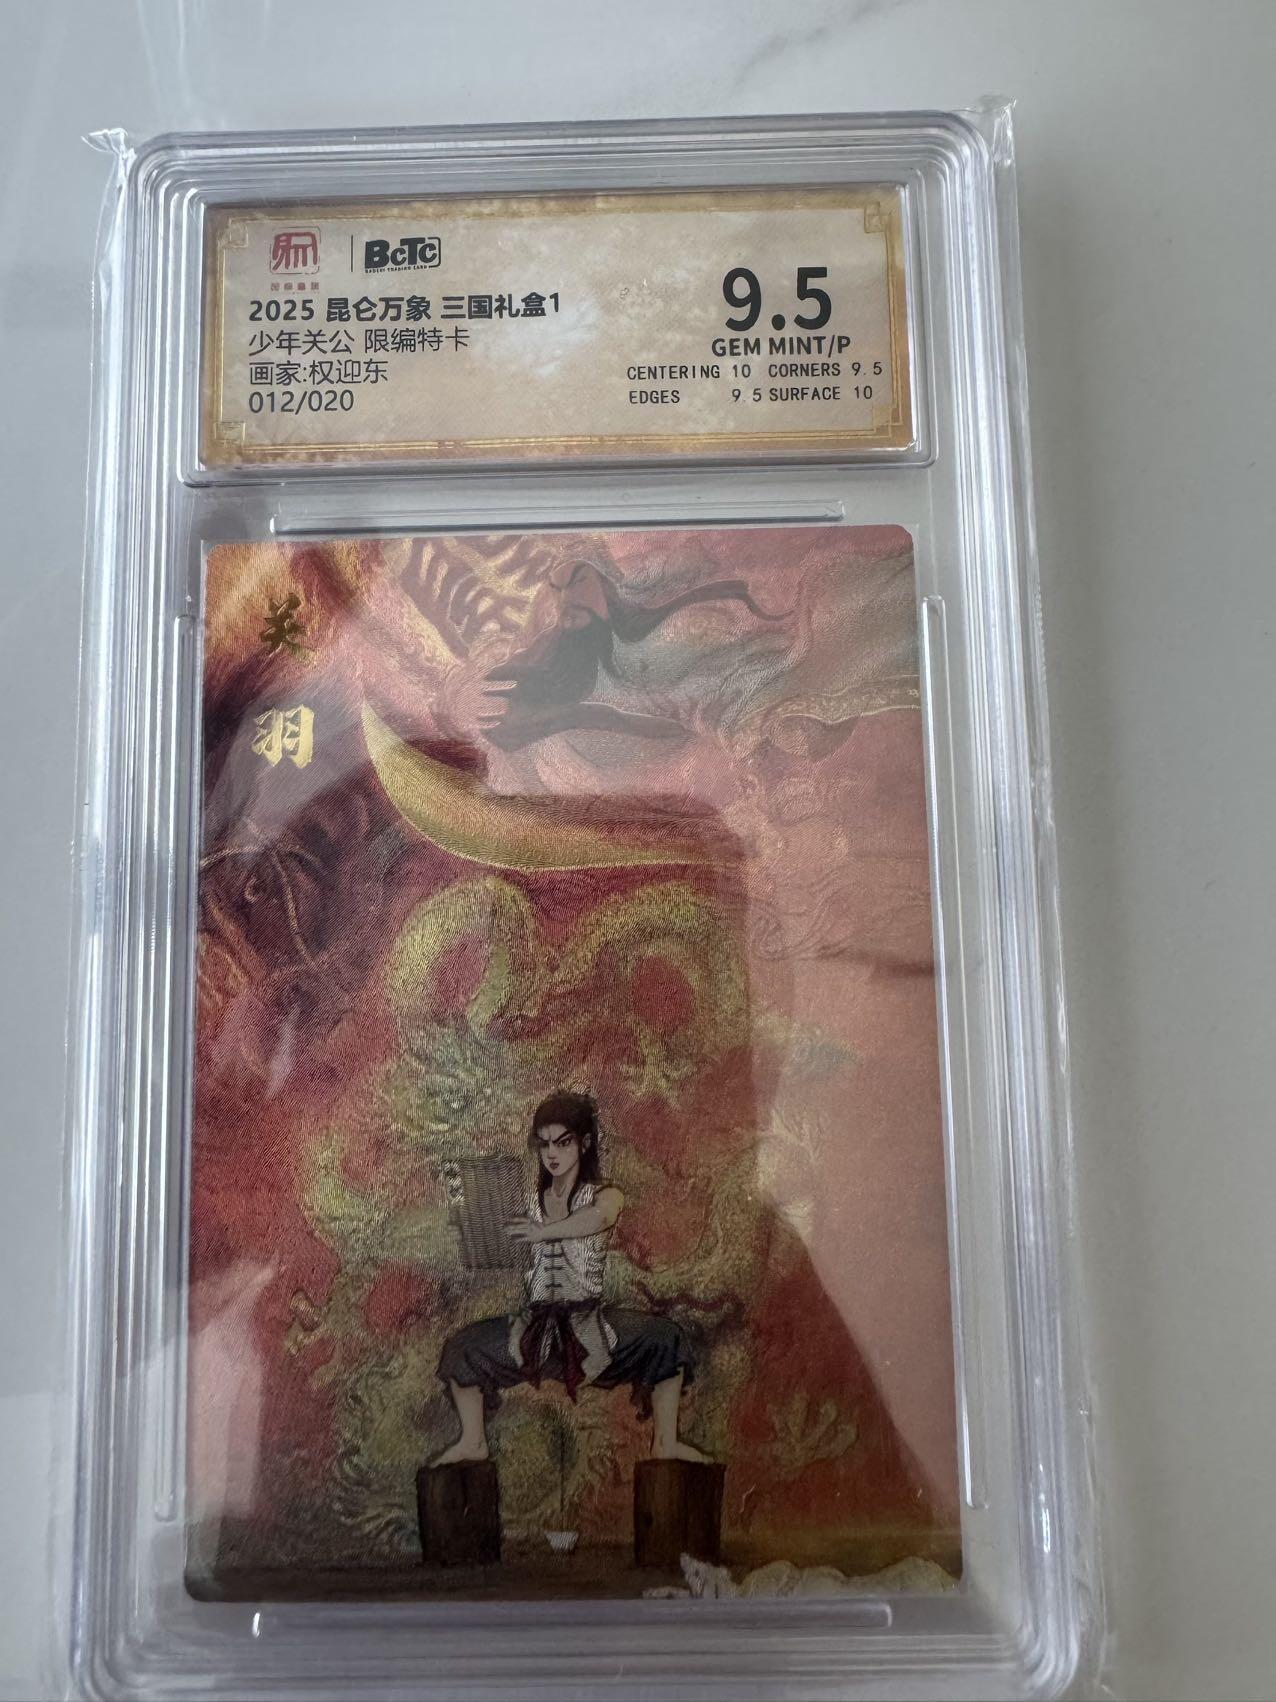 BCTC
2025 昆仑万象 三国礼盒1
少年关公 限编特卡
画家:权迎东
012/020
9.5
GEM MINT/P
CENTERING 10 CORNERS 9.5
EDGES 9.5 SURFACE 10
关
羽